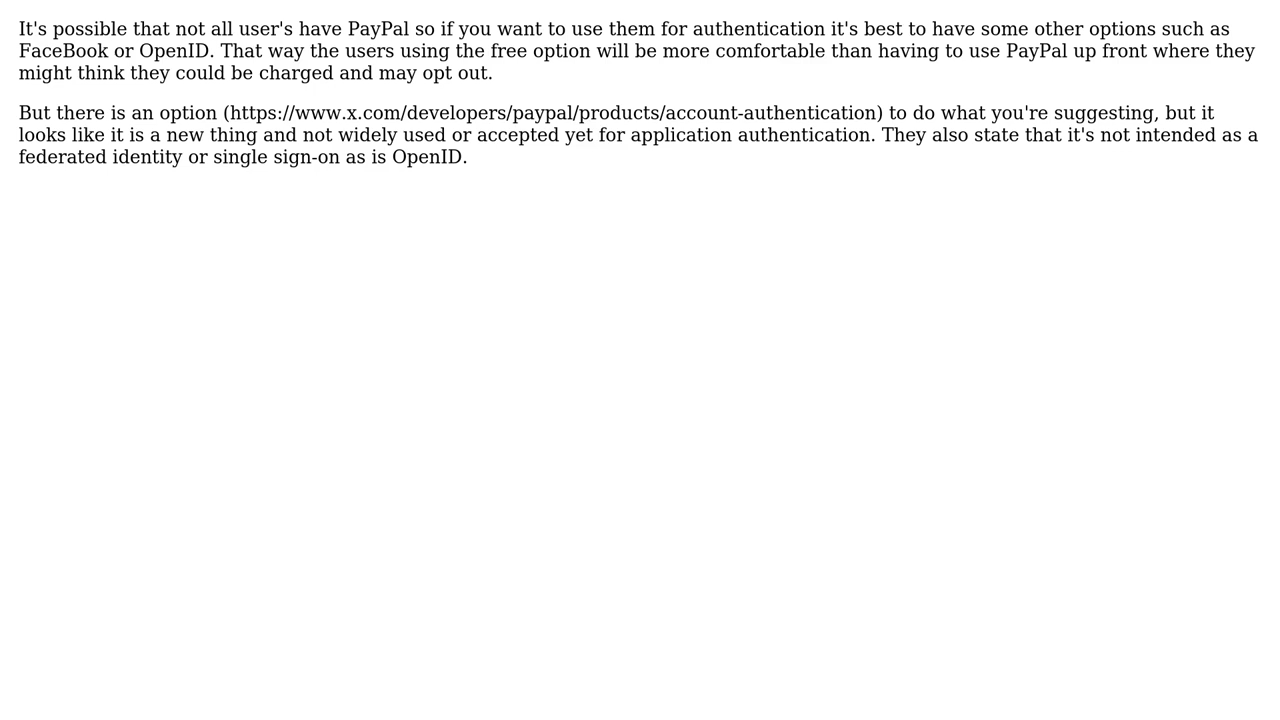 It's possible that not all user's have PayPal so if you want to use them for authentication it's best to have some other options such as
FaceBook or OpenID. That way the users using the free option will be more comfortable than having to use PayPal up front where they
might think they could be charged and may opt out.
But there is an option (https://www.x.com/developers/paypal/products/account-authentication) to do what you're suggesting, but it
looks like it is a new thing and not widely used or accepted yet for application authentication. They also state that it's not intended as a
federated identity or single sign-on as is OpenID.